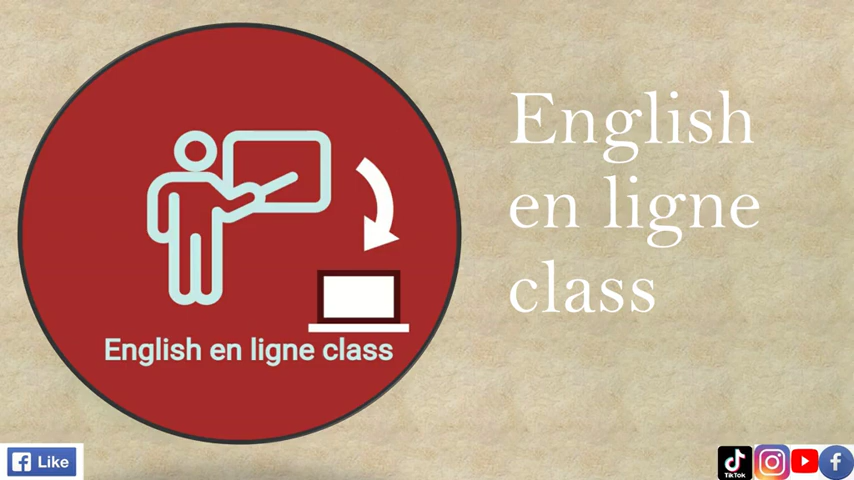 English
en ligne
class
English en ligne class
Like
TikTok